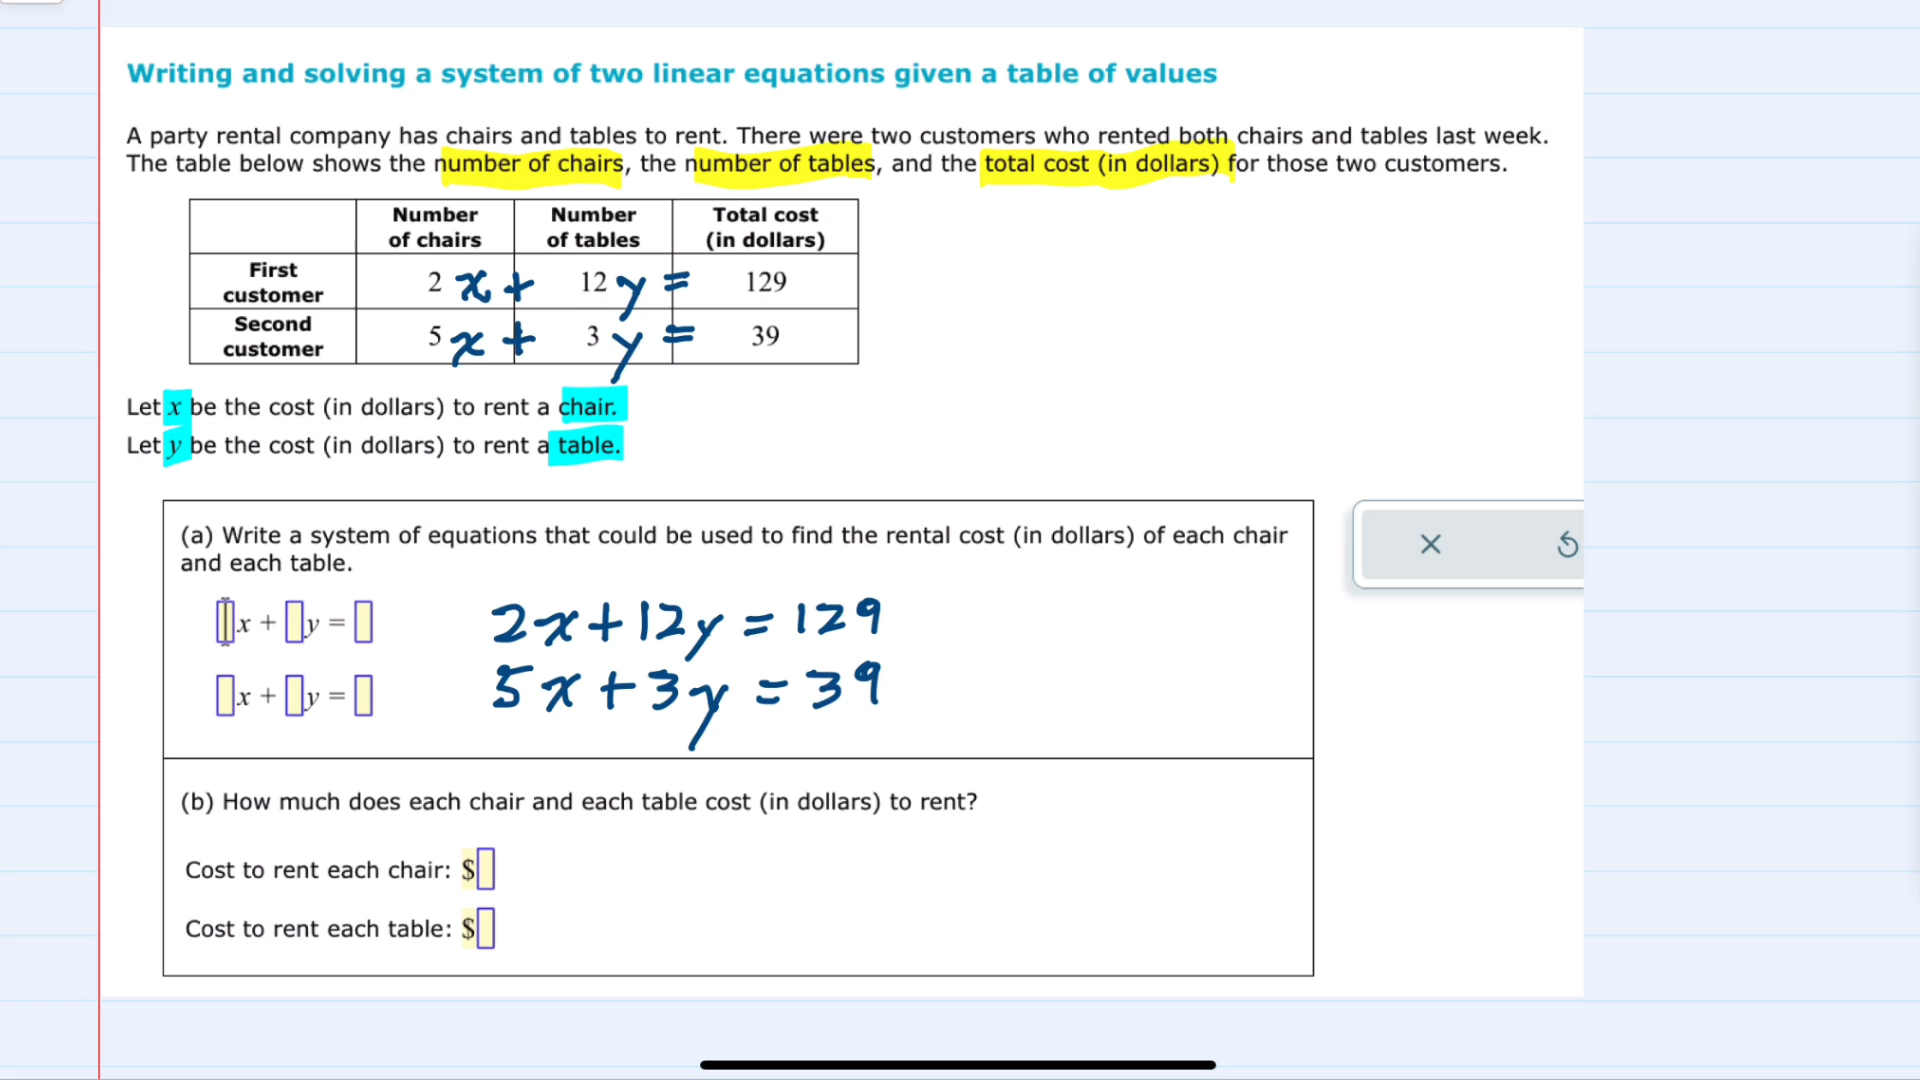 Writing and solving a system of two linear equations given a table of values
A party rental company has chairs and tables to rent. There were two customers who rented both chairs and tables last week.
The table below shows the number of chairs, the number of tables, and the total cost (in dollars) for those two customers.
Number of chairs Number of tables Total cost (in dollars)
First customer 2 x + 12 y = 129
Second customer 5 x + 3 y = 39
Let x be the cost (in dollars) to rent a chair.
Let y be the cost (in dollars) to rent a table.
(a) Write a system of equations that could be used to find the rental cost (in dollars) of each chair
and each table.
x + y = 2x + 12y = 129
x + y = 5x + 3y = 39
(b) How much does each chair and each table cost (in dollars) to rent?
Cost to rent each chair: $
Cost to rent each table: $